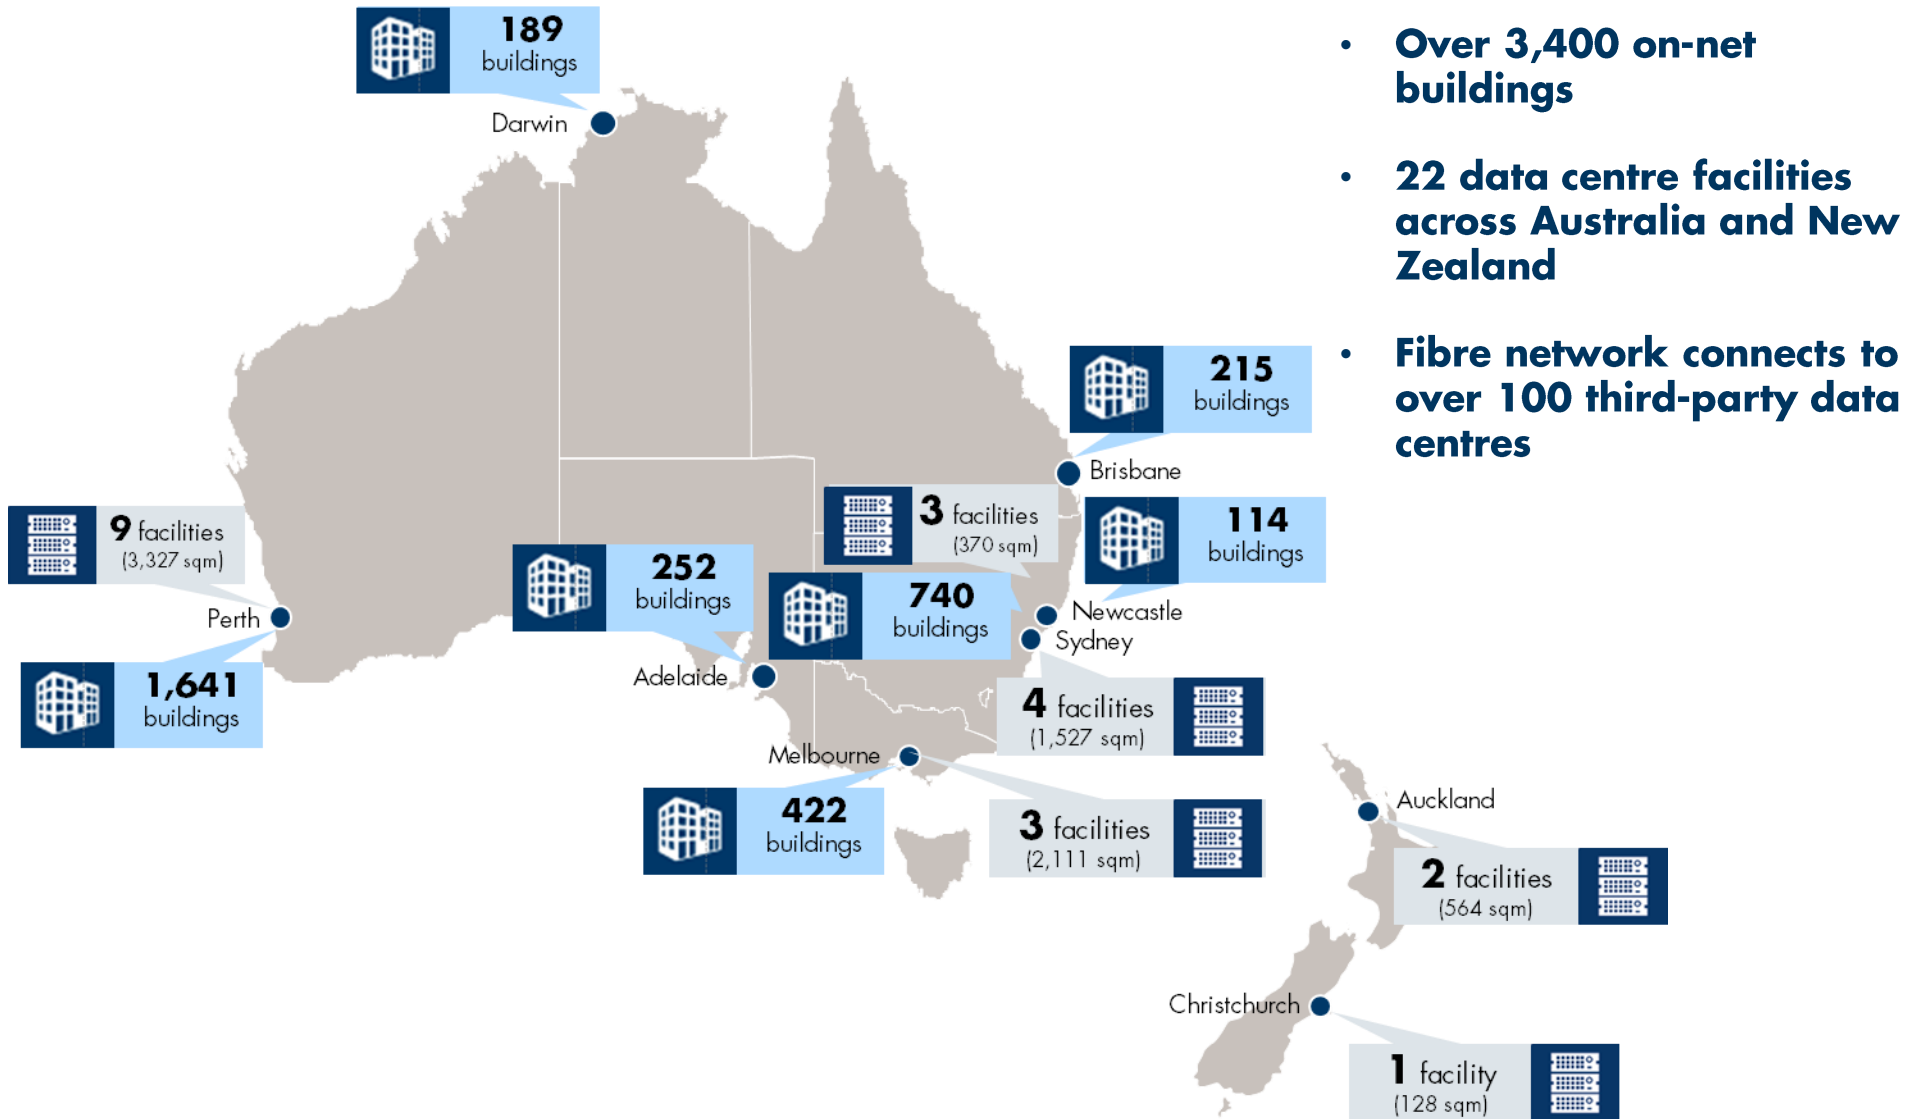 189
buildings
Darwin
• Over 3,400 on-net
buildings
• 22 data centre facilities
across Australia and New
Zealand
• Fibre network connects to
over 100 third-party data
centres
215
buildings
Brisbane
3 facilities
(370 sqm)
114
buildings
9 facilities
(3,327 sqm)
252
buildings
740
buildings
Newcastle
Sydney
Perth
1,641
buildings
Adelaide
4 facilities
(1,527 sqm)
Melbourne
422
buildings
3 facilities
(2,111 sqm)
Auckland
2 facilities
(564 sqm)
Christchurch
1 facility
(128 sqm)